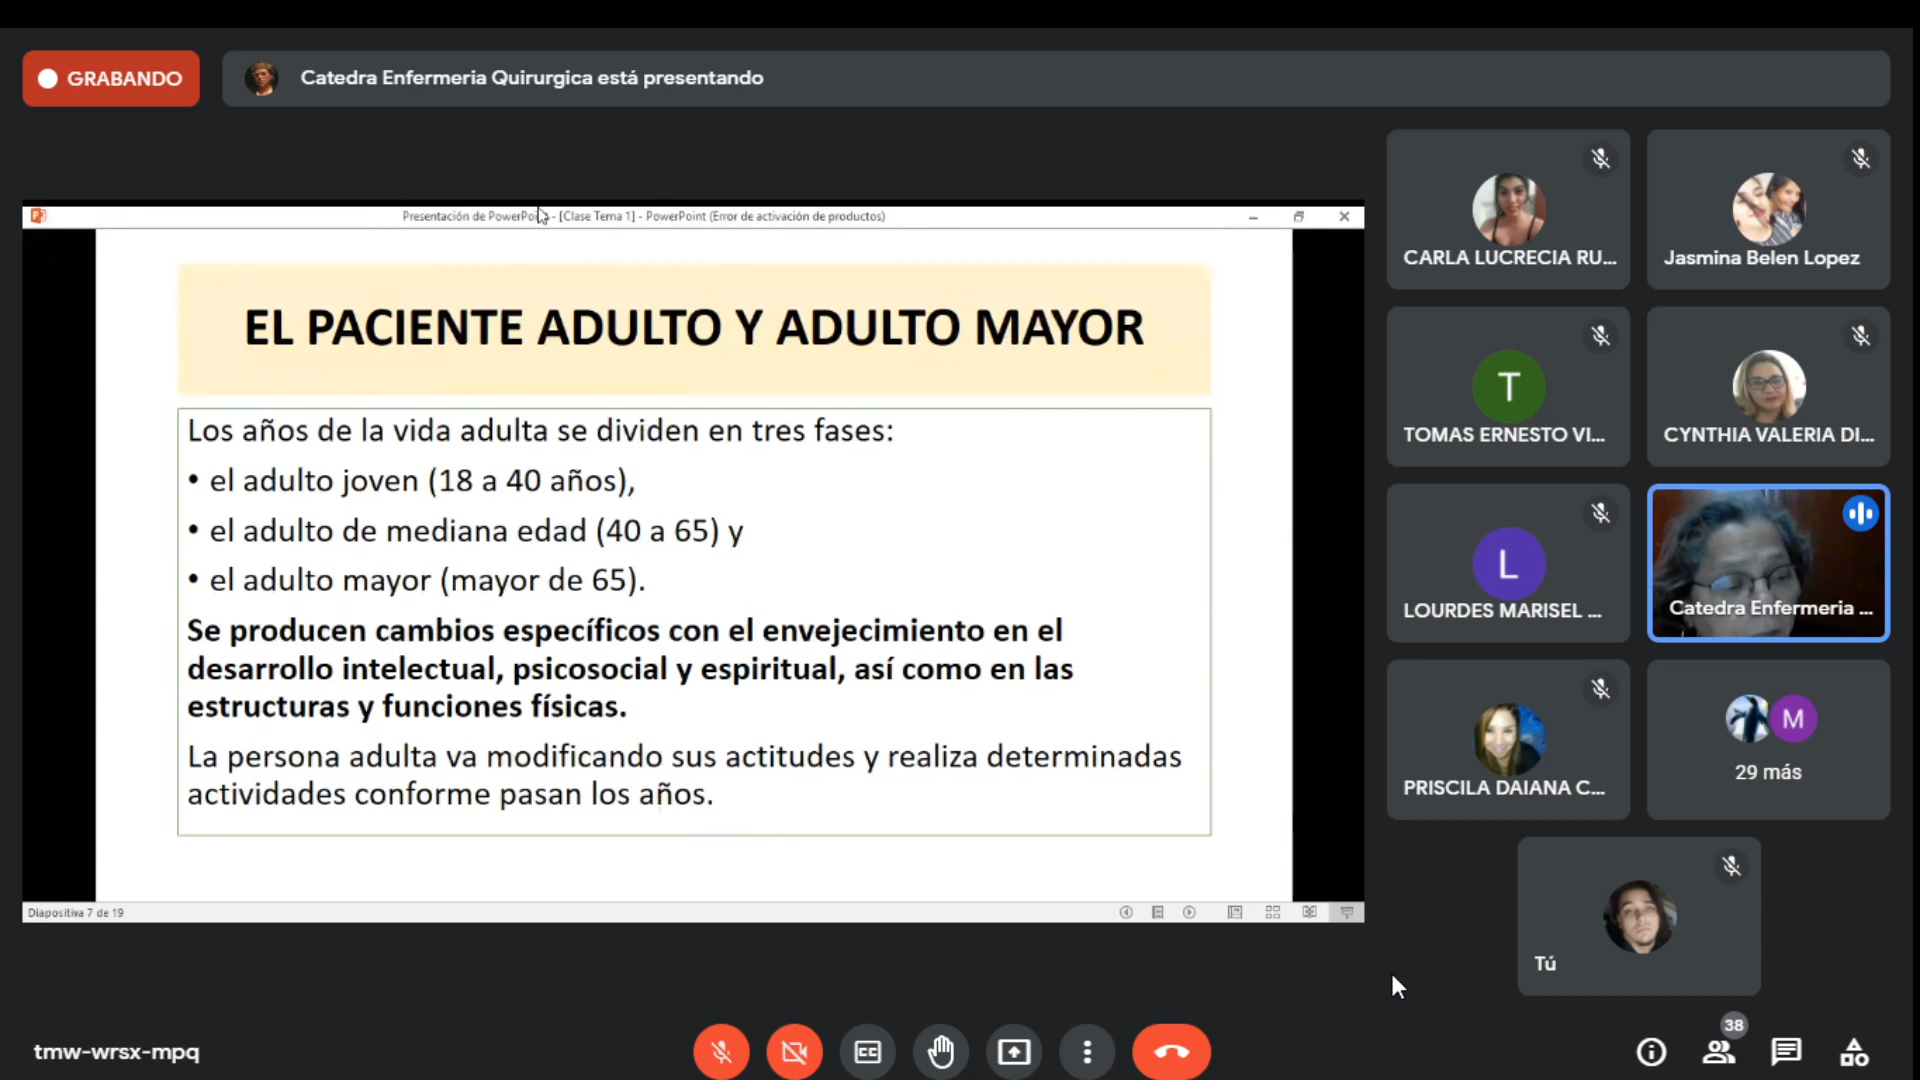 GRABANDO
Catedra Enfermeria Quirurgica está presentando
Presentación de PowerPoint - [Clase Tema 1] - PowerPoint (Error de activación de productos)
EL PACIENTE ADULTO Y ADULTO MAYOR
Los años de la vida adulta se dividen en tres fases:
• el adulto joven (18 a 40 años),
• el adulto de mediana edad (40 a 65) y
• el adulto mayor (mayor de 65).
Se producen cambios específicos con el envejecimiento en el
desarrollo intelectual, psicosocial y espiritual, así como en las
estructuras y funciones físicas.
La persona adulta va modificando sus actitudes y realiza determinadas
actividades conforme pasan los años.
Diapositiva 7 de 19
CARLA LUCRECIA RU...
Jasmina Belen Lopez
T
TOMAS ERNESTO VI...
CYNTHIA VALERIA DI...
L
LOURDES MARISEL ...
Catedra Enfermeria ...
PRISCILA DAIANA C...
M
29 más
Tú
tmw-wrsx-mpq
38